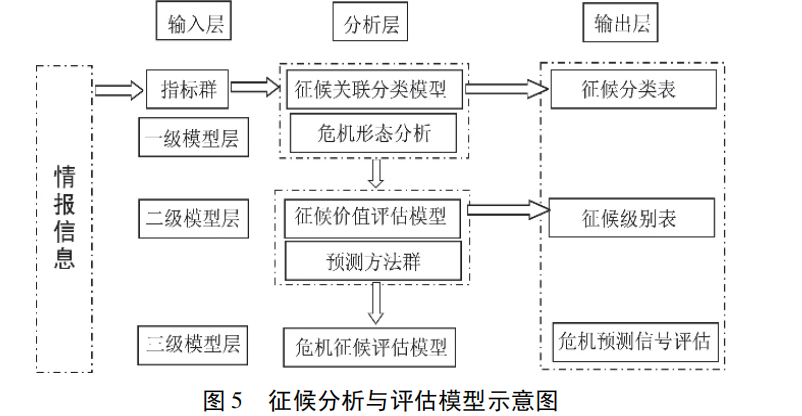 输入层
分析层
输出层
情报信息
指标群
征候关联分类模型
征候分类表
一级模型层
危机形态分析
二级模型层
征候价值评估模型
征候级别表
预测方法群
三级模型层
危机征候评估模型
危机预测信号评估
图5 征候分析与评估模型示意图